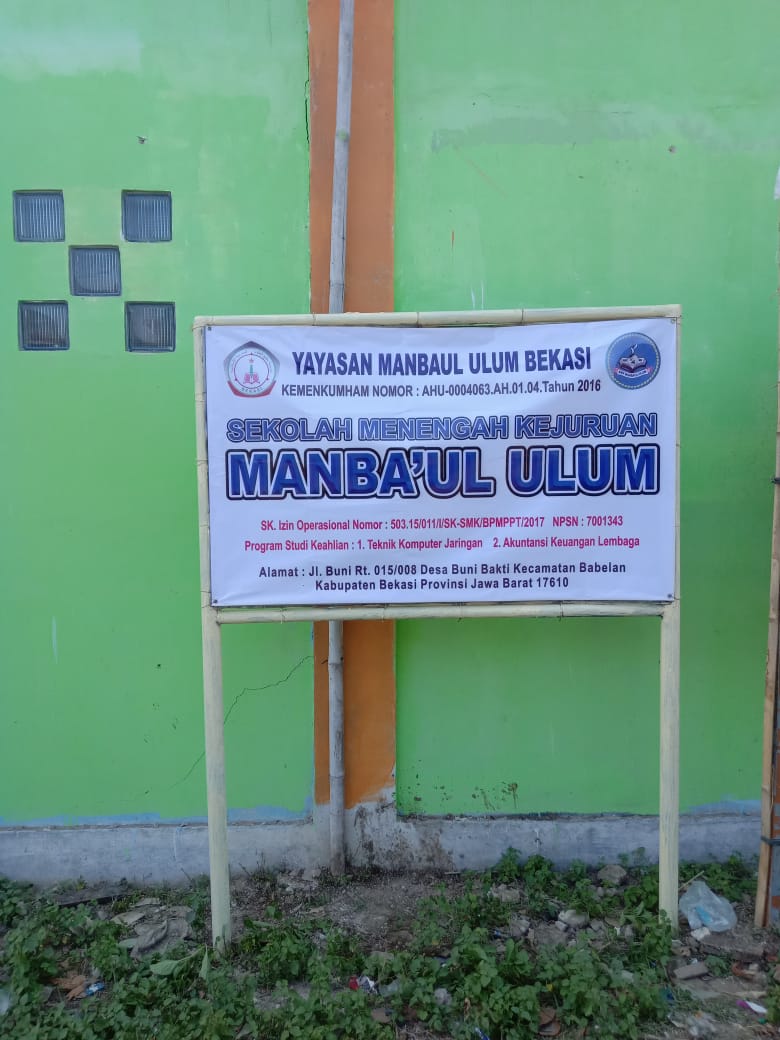 YAYASAN MANBAUL ULUM BEKASI
KEMENKUMHAM NOMOR : AHU-0004063.AH.01.04.Tahun 2016
SEKOLAH MENENGAH KEJURUAN
MANBA'UL ULUM
SK. Izin Operasional Nomor : 503.15/011/I/SK-SMK/BPMPPT/2017 NPSN : 7001343
Program Studi Keahlian : 1. Teknik Komputer Jaringan 2. Akuntansi Keuangan Lembaga
Alamat : Jl. Buni Rt. 015/008 Desa Buni Bakti Kecamatan Babelan
Kabupaten Bekasi Provinsi Jawa Barat 17610
BEKASI